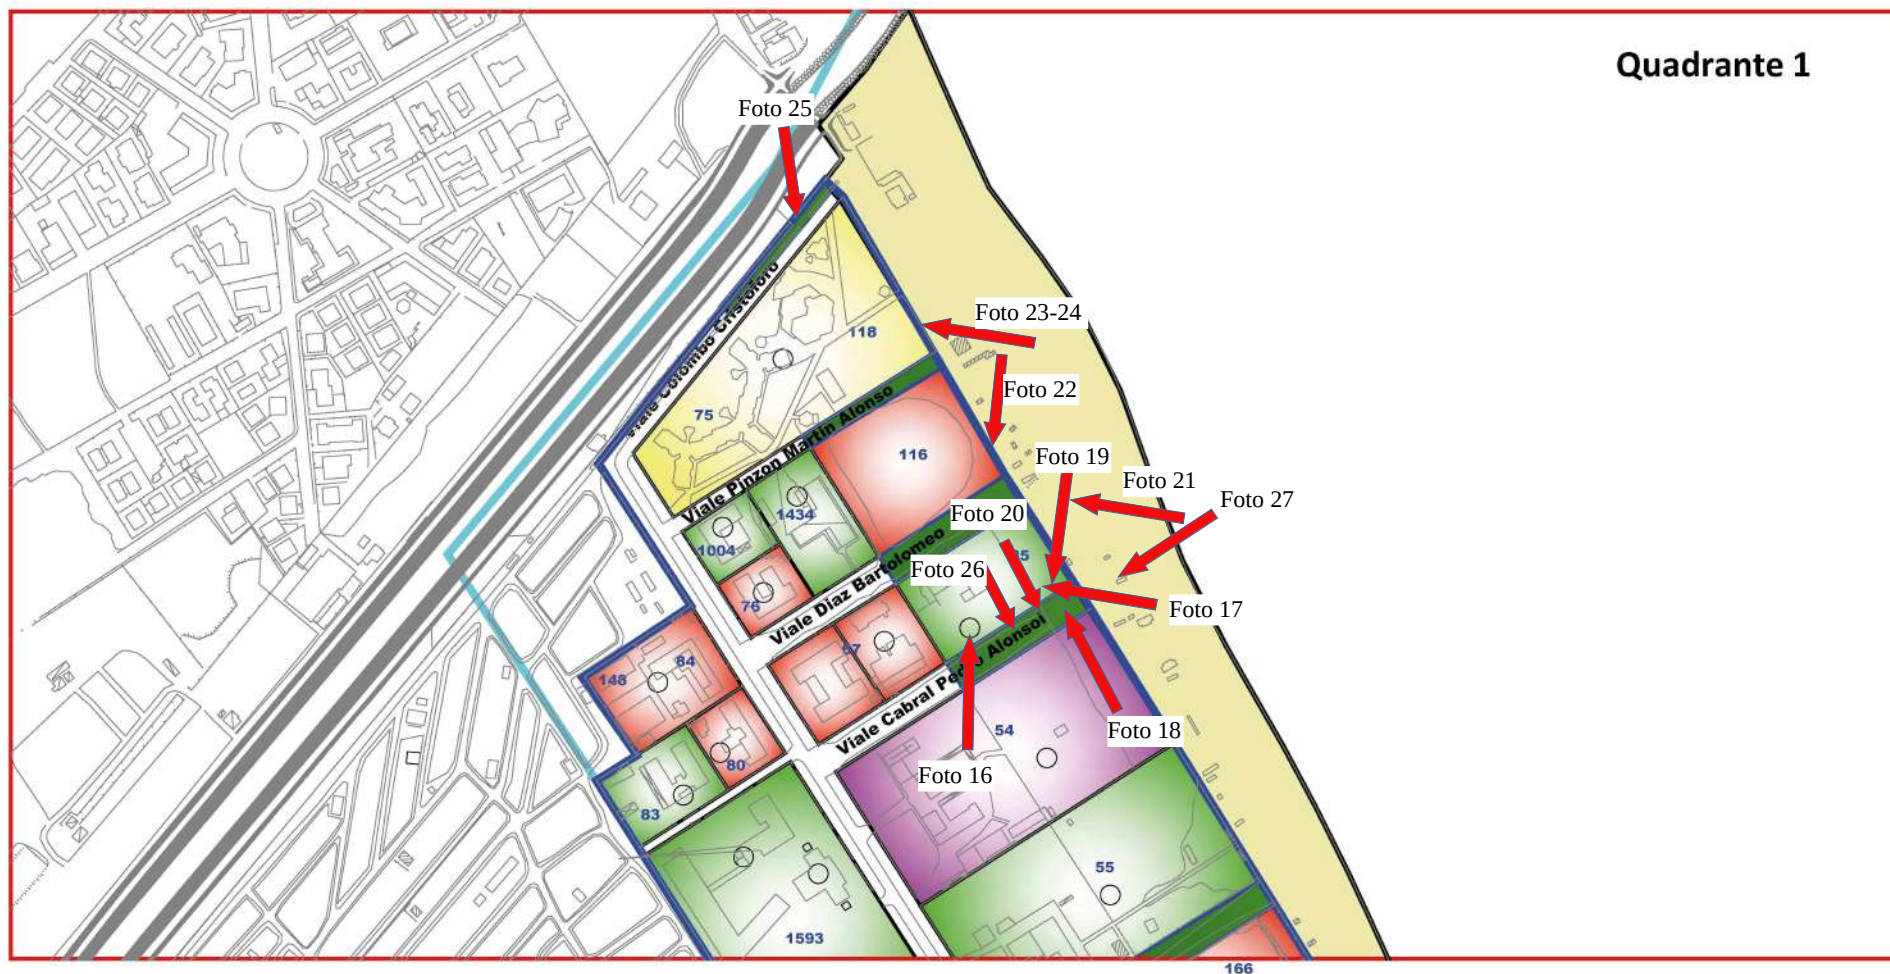 Quadrante 1
Foto 25
Viale Colombo Cristoforo
Foto 23-24
118
Foto 22
75
Viale Pinzon Martin Alonso
116
Foto 19
Foto 21
Foto 27
1434
Foto 20
1004
Foto 26
76
Viale Diaz Bartolomeo
Foto 17
57
84
148
Viale Cabral Pedro Alonsoi
54
Foto 18
80
Foto 16
83
55
1593
166